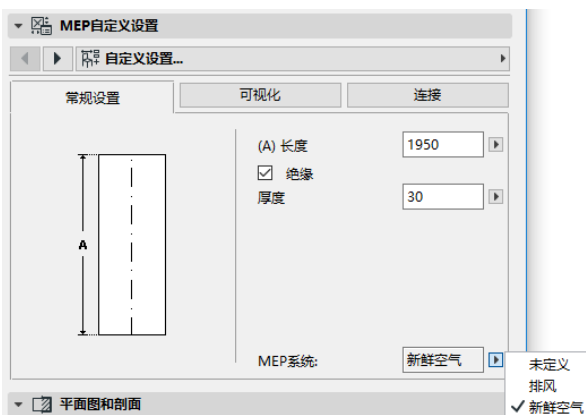 MEP自定义设置
自定义设置...
常规设置 可视化 连接
(A) 长度 1950
绝缘
厚度 30
A
MEP系统: 新鲜空气
未定义
排风
新鲜空气
平面图和剖面